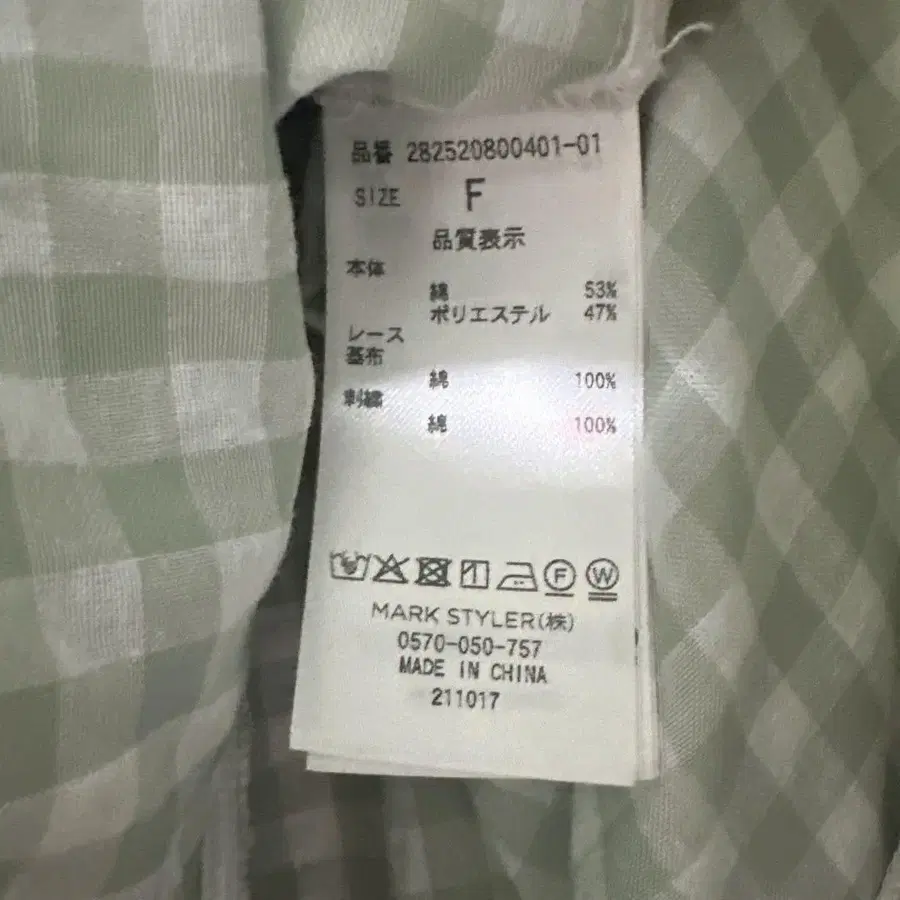 品番 282520800401-01
SIZE F
品質表示
本体
綿 53%
ポリエステル 47%
レース
基布
綿 100%
刺繍
綿 100%
F W
MARK STYLER(株)
0570-050-757
MADE IN CHINA
211017